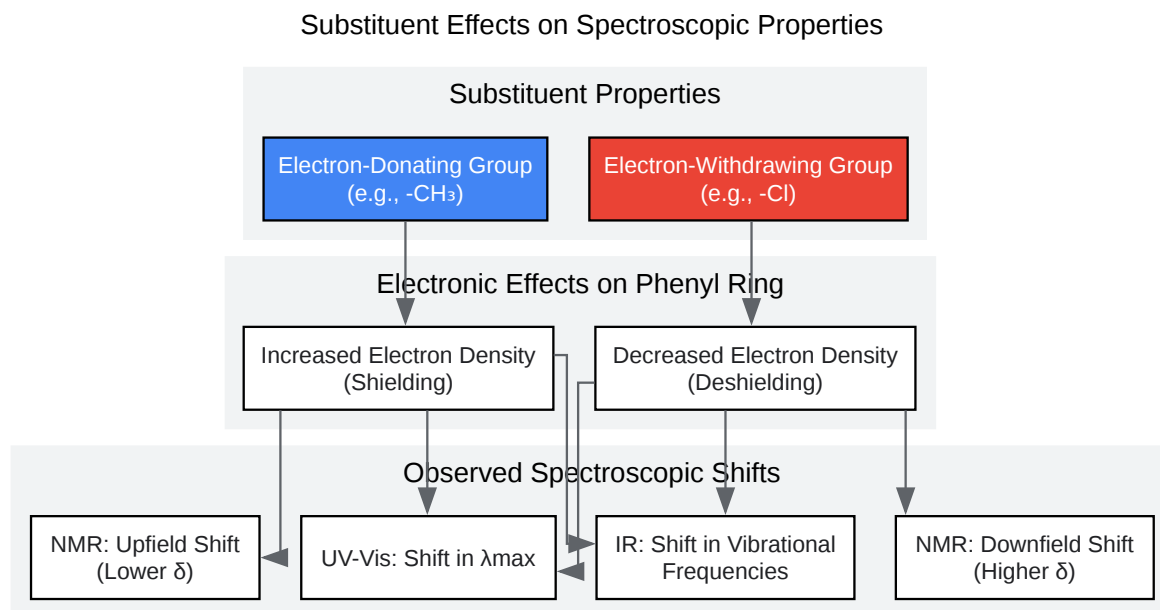 Substituent Effects on Spectroscopic Properties
Substituent Properties
Electron-Donating Group
(e.g., -CH₃)
Electron-Withdrawing Group
(e.g., -Cl)
Electronic Effects on Phenyl Ring
Increased Electron Density
(Shielding)
Decreased Electron Density
(Deshielding)
Observed Spectroscopic Shifts
NMR: Upfield Shift
(Lower δ)
UV-Vis: Shift in λmax
IR: Shift in Vibrational
Frequencies
NMR: Downfield Shift
(Higher δ)